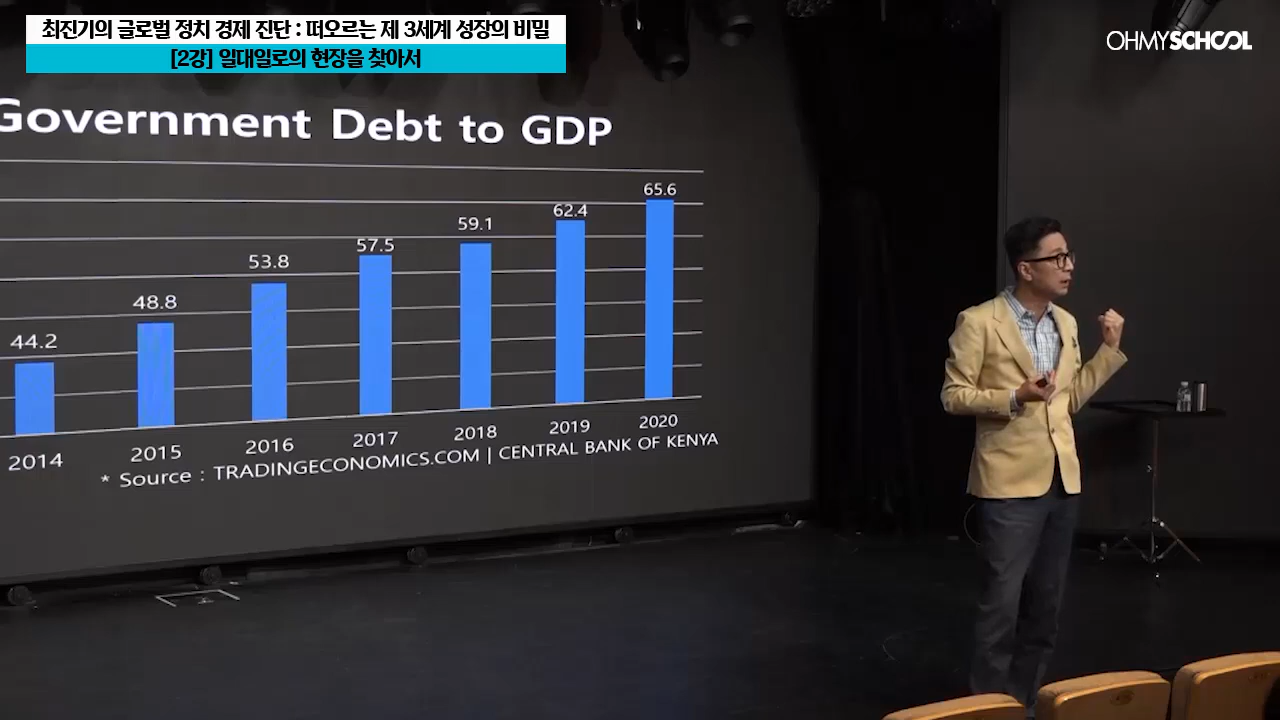 최진기의 글로벌 정치 경제 진단 : 떠오르는 제 3세계 성장의 비밀
[2강] 일대일로의 현장을 찾아서
OHMYSCHOOL
Government Debt to GDP
44.2
48.8
53.8
57.5
59.1
62.4
65.6
2014
2015
2016
2017
2018
2019
2020
* Source : TRADINGECONOMICS.COM | CENTRAL BANK OF KENYA